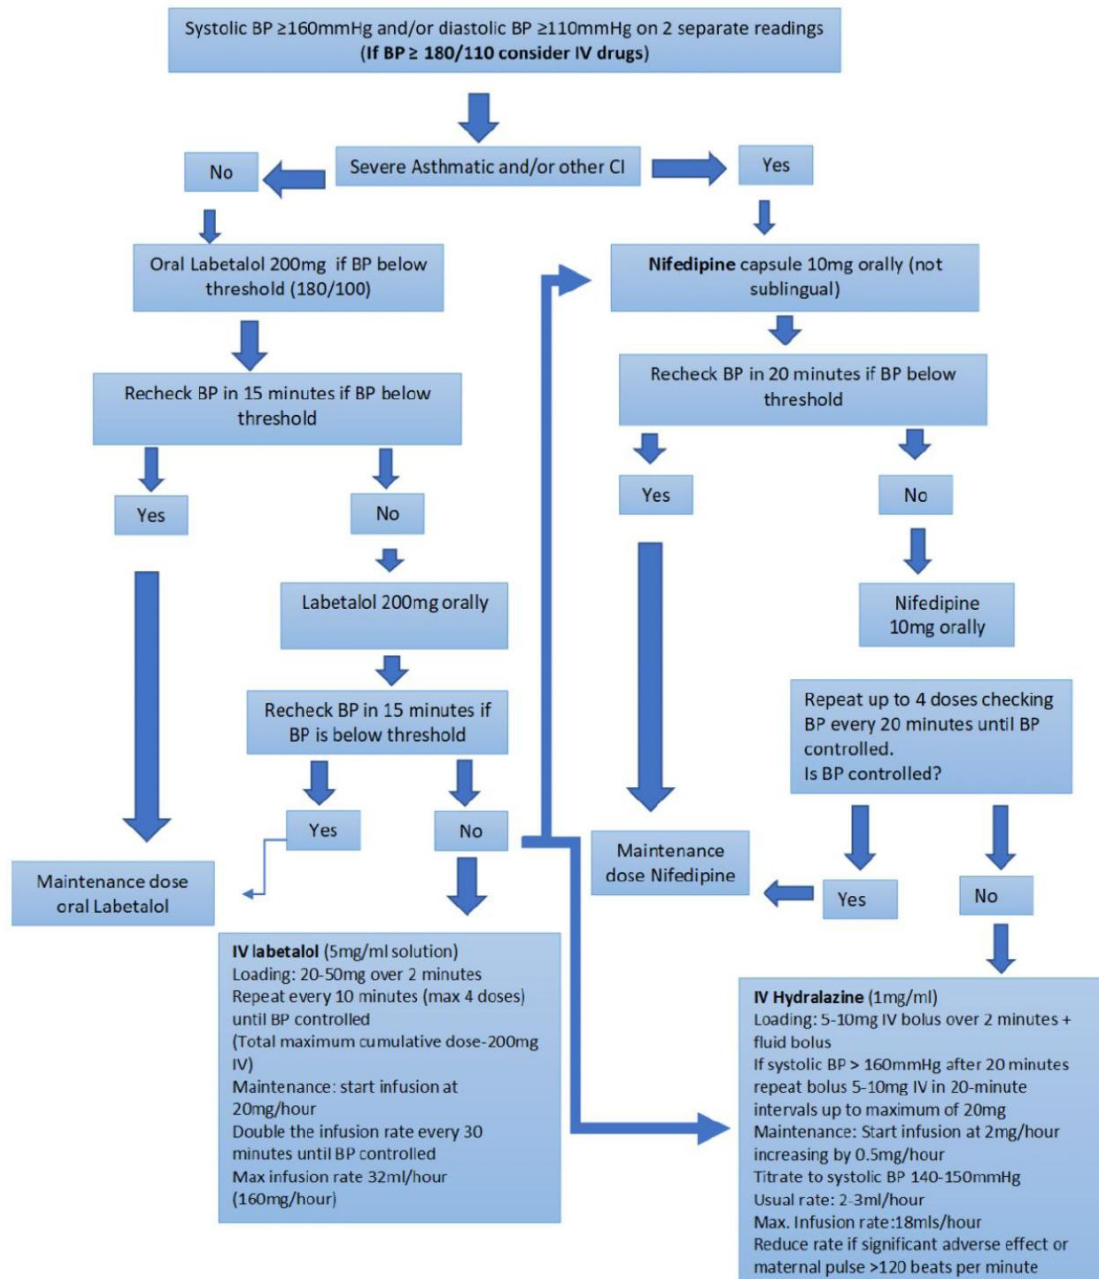 Systolic BP ≥160mmHg and/or diastolic BP ≥110mmHg on 2 separate readings
(If BP ≥ 180/110 consider IV drugs)
Severe Asthmatic and/or other CI
No
Yes
Oral Labetalol 200mg if BP below
threshold (180/100)
Nifedipine capsule 10mg orally (not
sublingual)
Recheck BP in 15 minutes if BP below
threshold
Recheck BP in 20 minutes if BP below
threshold
Yes
No
Yes
No
Labetalol 200mg orally
Nifedipine
10mg orally
Recheck BP in 15 minutes if
BP is below threshold
Repeat up to 4 doses checking
BP every 20 minutes until BP
controlled.
Is BP controlled?
Yes
No
Maintenance dose
oral Labetalol
Maintenance
dose Nifedipine
Yes
No
IV labetalol (5mg/ml solution)
Loading: 20-50mg over 2 minutes
Repeat every 10 minutes (max 4 doses)
until BP controlled
(Total maximum cumulative dose-200mg
IV)
Maintenance: start infusion at
20mg/hour
Double the infusion rate every 30
minutes until BP controlled
Max infusion rate 32ml/hour
(160mg/hour)
IV Hydralazine (1mg/ml)
Loading: 5-10mg IV bolus over 2 minutes +
fluid bolus
If systolic BP > 160mmHg after 20 minutes
repeat bolus 5-10mg IV in 20-minute
intervals up to maximum of 20mg
Maintenance: Start infusion at 2mg/hour
increasing by 0.5mg/hour
Titrate to systolic BP 140-150mmHg
Usual rate: 2-3ml/hour
Max. Infusion rate:18mls/hour
Reduce rate if significant adverse effect or
maternal pulse >120 beats per minute